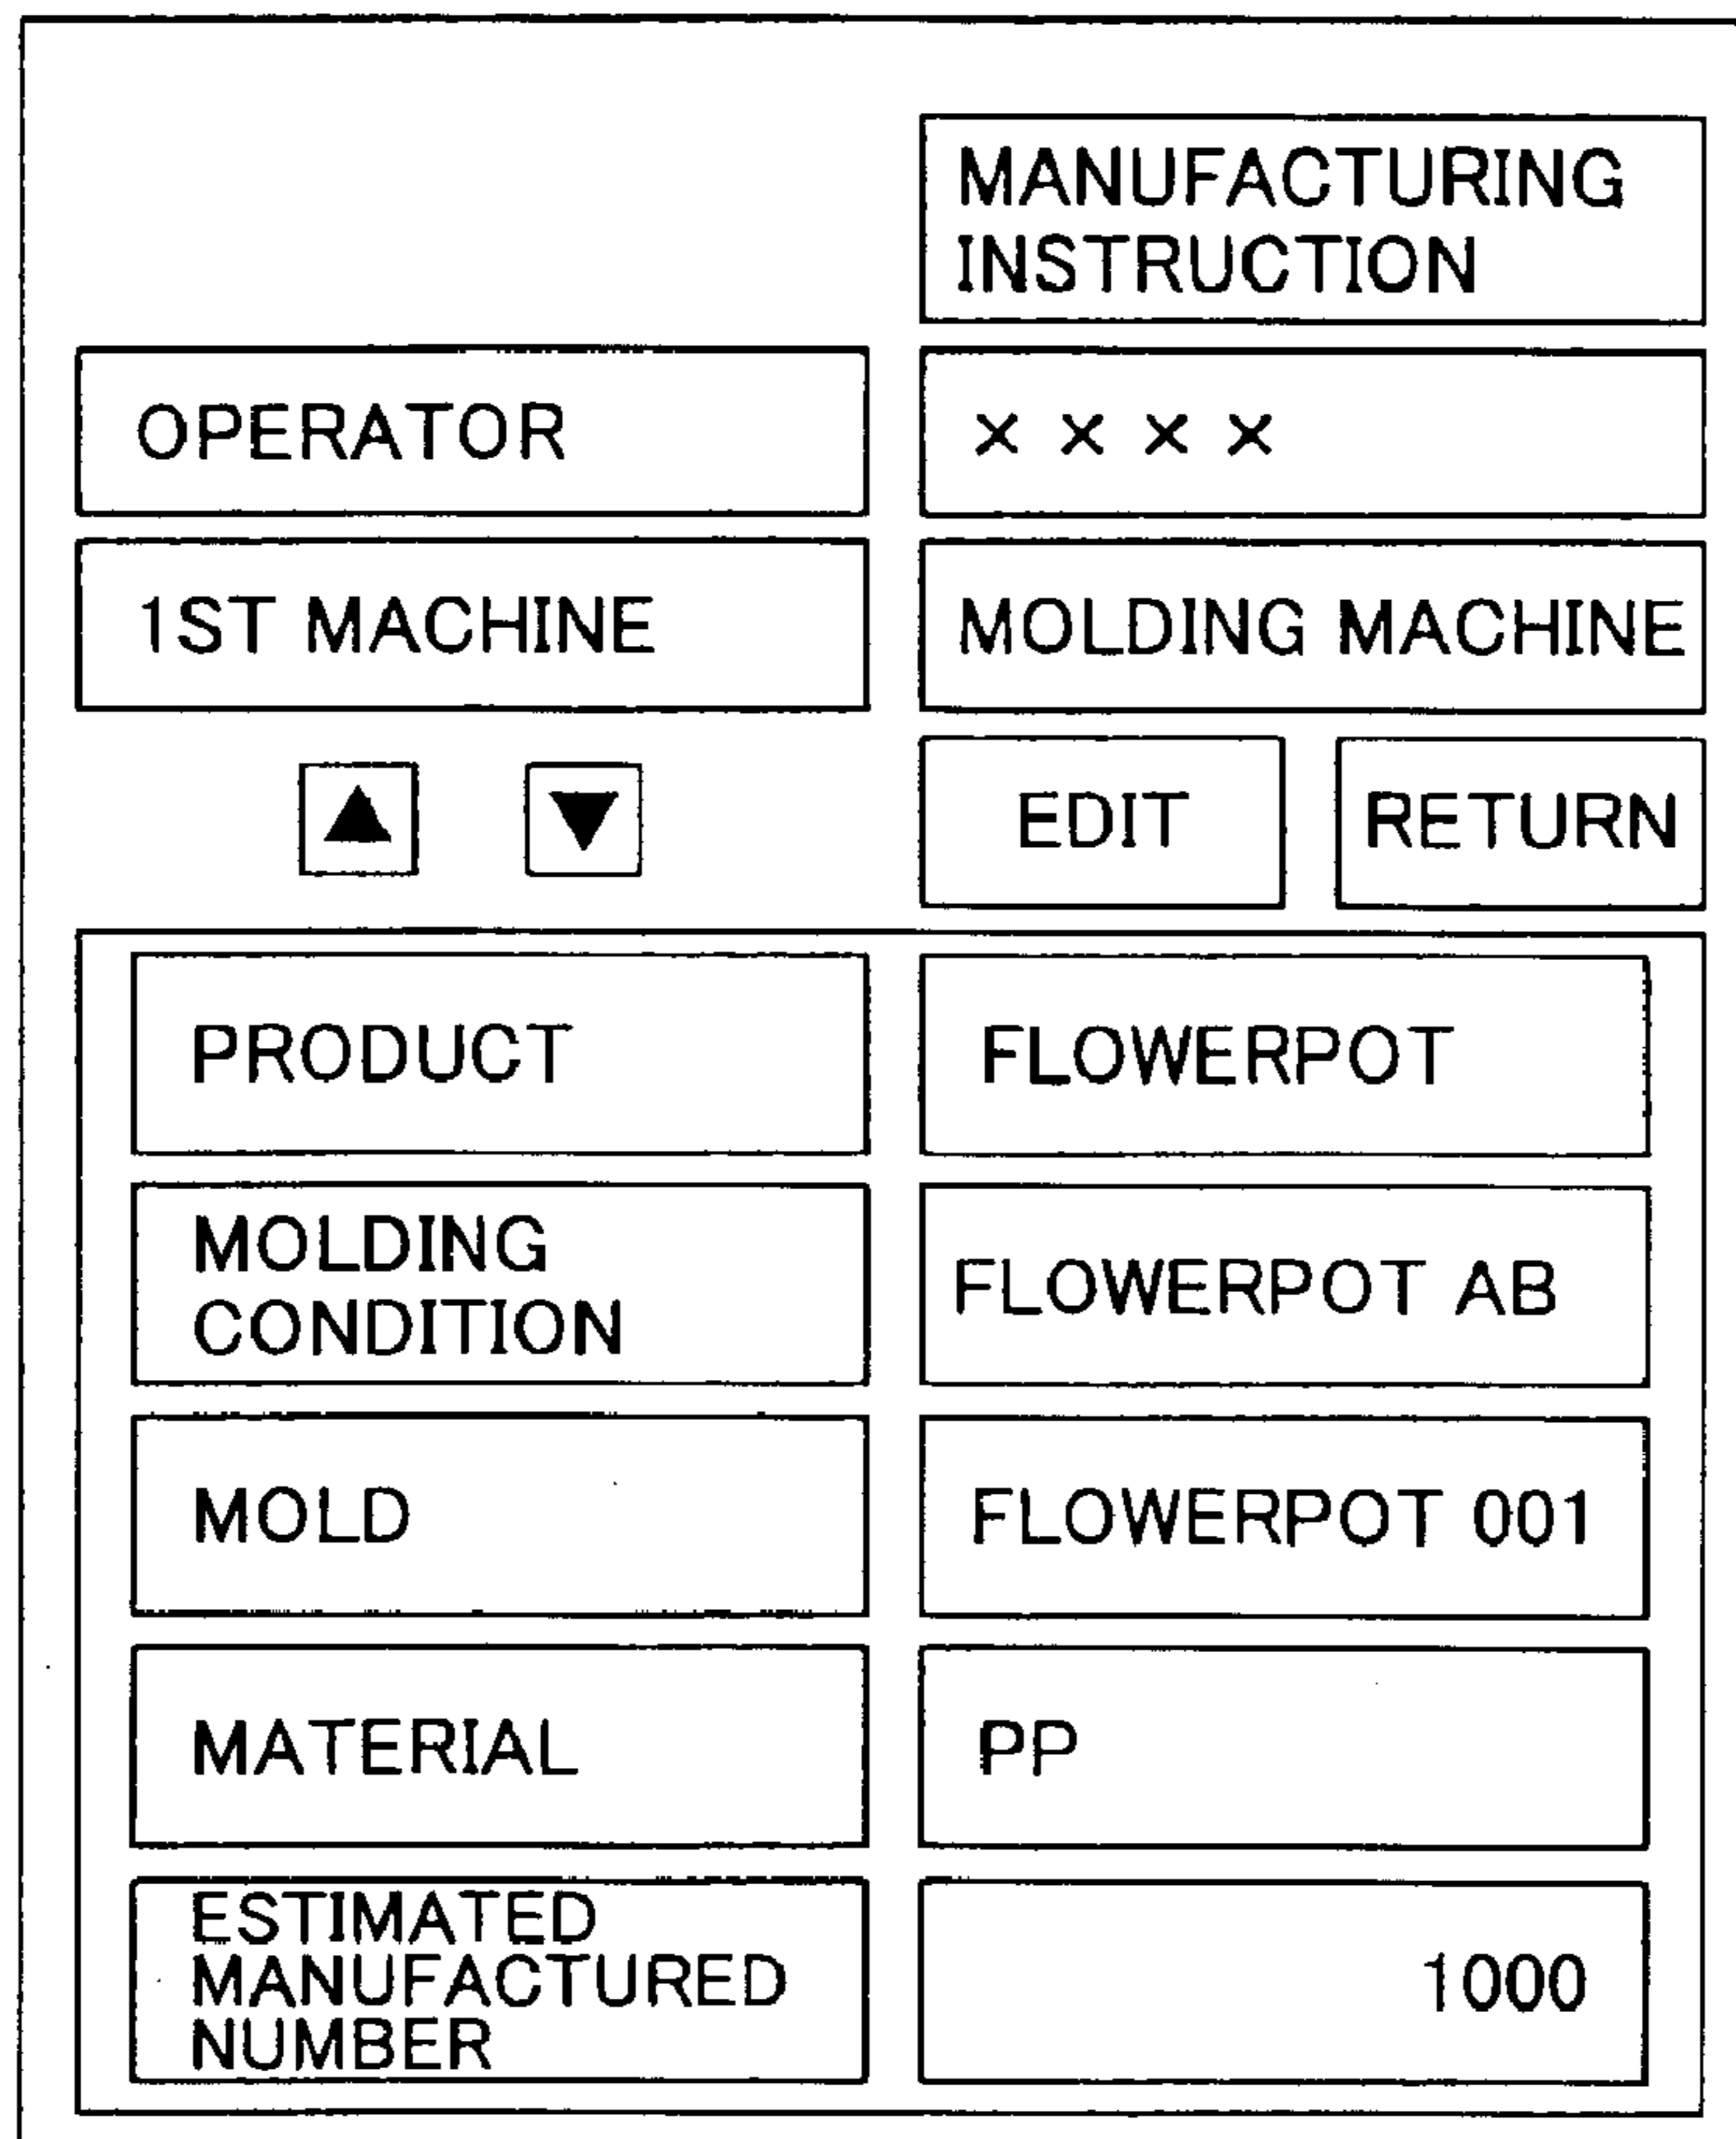 MANUFACTURING
INSTRUCTION
OPERATOR
× × × ×
1ST MACHINE
MOLDING MACHINE
▲ ▼
EDIT
RETURN
PRODUCT
FLOWERPOT
MOLDING
CONDITION
FLOWERPOT AB
MOLD
FLOWERPOT 001
MATERIAL
PP
ESTIMATED
MANUFACTURED
NUMBER
1000